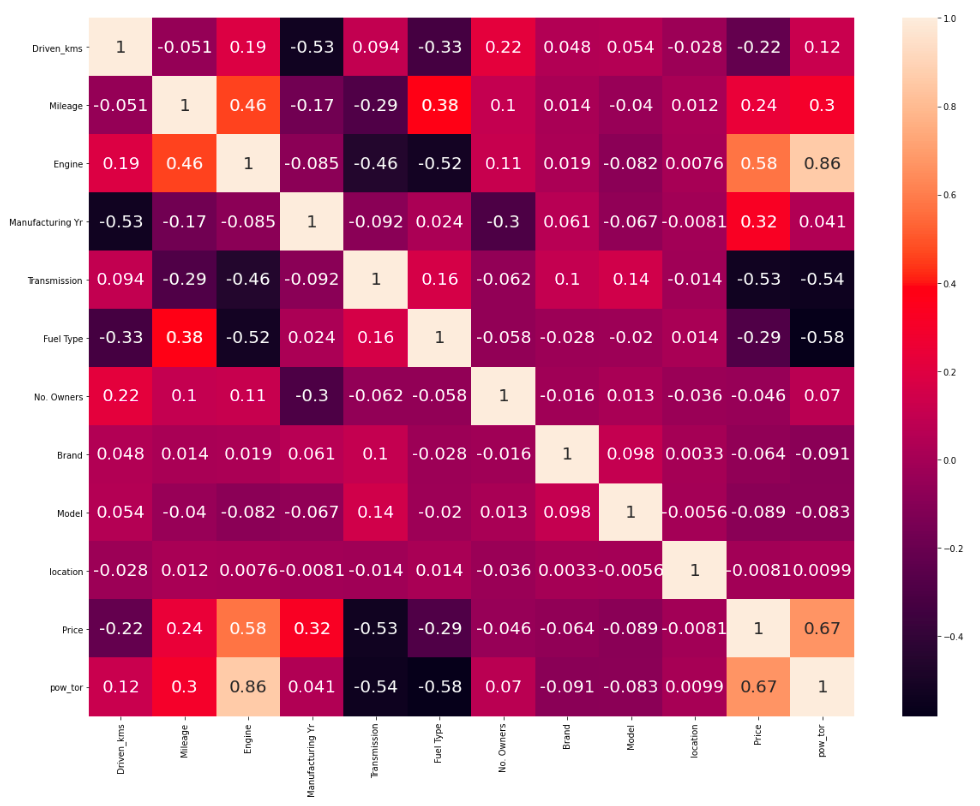 Driven_kms 1 -0.051 0.19 -0.53 0.094 -0.33 0.22 0.048 0.054 -0.028 -0.22 0.12
Mileage -0.051 1 0.46 -0.17 -0.29 0.38 0.1 0.014 -0.04 0.012 0.24 0.3
Engine 0.19 0.46 1 -0.085 -0.46 -0.52 0.11 0.019 -0.082 0.0076 0.58 0.86
Manufacturing Yr -0.53 -0.17 -0.085 1 -0.092 0.024 -0.3 0.061 -0.067 -0.0081 0.32 0.041
Transmission 0.094 -0.29 -0.46 -0.092 1 0.16 -0.062 0.1 0.14 -0.014 -0.53 -0.54
Fuel Type -0.33 0.38 -0.52 0.024 0.16 1 -0.058 -0.028 -0.02 0.014 -0.29 -0.58
No. Owners 0.22 0.1 0.11 -0.3 -0.062 -0.058 1 -0.016 0.013 -0.036 -0.046 0.07
Brand 0.048 0.014 0.019 0.061 0.1 -0.028 -0.016 1 0.098 0.0033 -0.064 -0.091
Model 0.054 -0.04 -0.082 -0.067 0.14 -0.02 0.013 0.098 1 -0.0056 -0.089 -0.083
location -0.028 0.012 0.0076 -0.0081 -0.014 0.014 -0.036 0.0033 -0.0056 1 -0.0081 0.0099
Price -0.22 0.24 0.58 0.32 -0.53 -0.29 -0.046 -0.064 -0.089 -0.0081 1 0.67
pow_tor 0.12 0.3 0.86 0.041 -0.54 -0.58 0.07 -0.091 -0.083 0.0099 0.67 1
Driven_kms Mileage Engine Manufacturing Yr Transmission Fuel Type No. Owners Brand Model location Price pow_tor
1.0
0.8
0.6
0.4
0.2
0.0
-0.2
-0.4